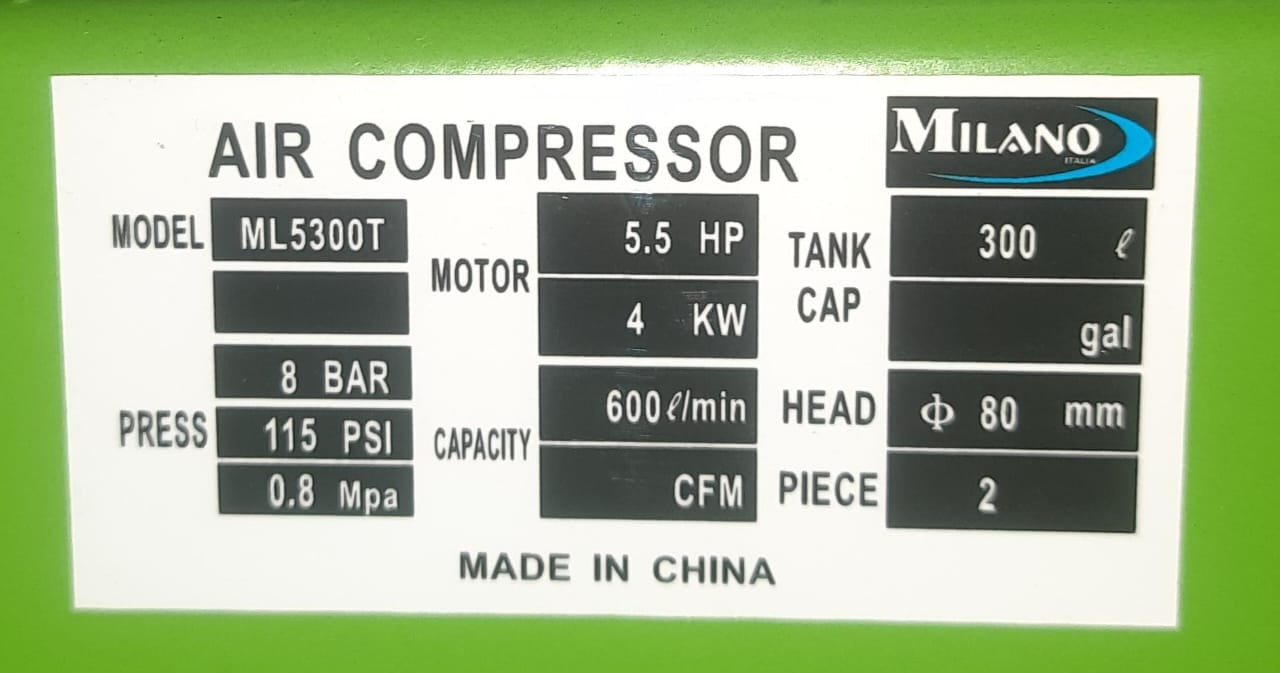 AIR COMPRESSOR
MILANO
ITALIA
MODEL ML5300T
MOTOR 5.5 HP
4 KW
TANK CAP 300 ℓ
gal
PRESS 8 BAR
115 PSI
0.8 Mpa
CAPACITY 600ℓ/min
CFM
HEAD Φ 80 mm
PIECE 2
MADE IN CHINA